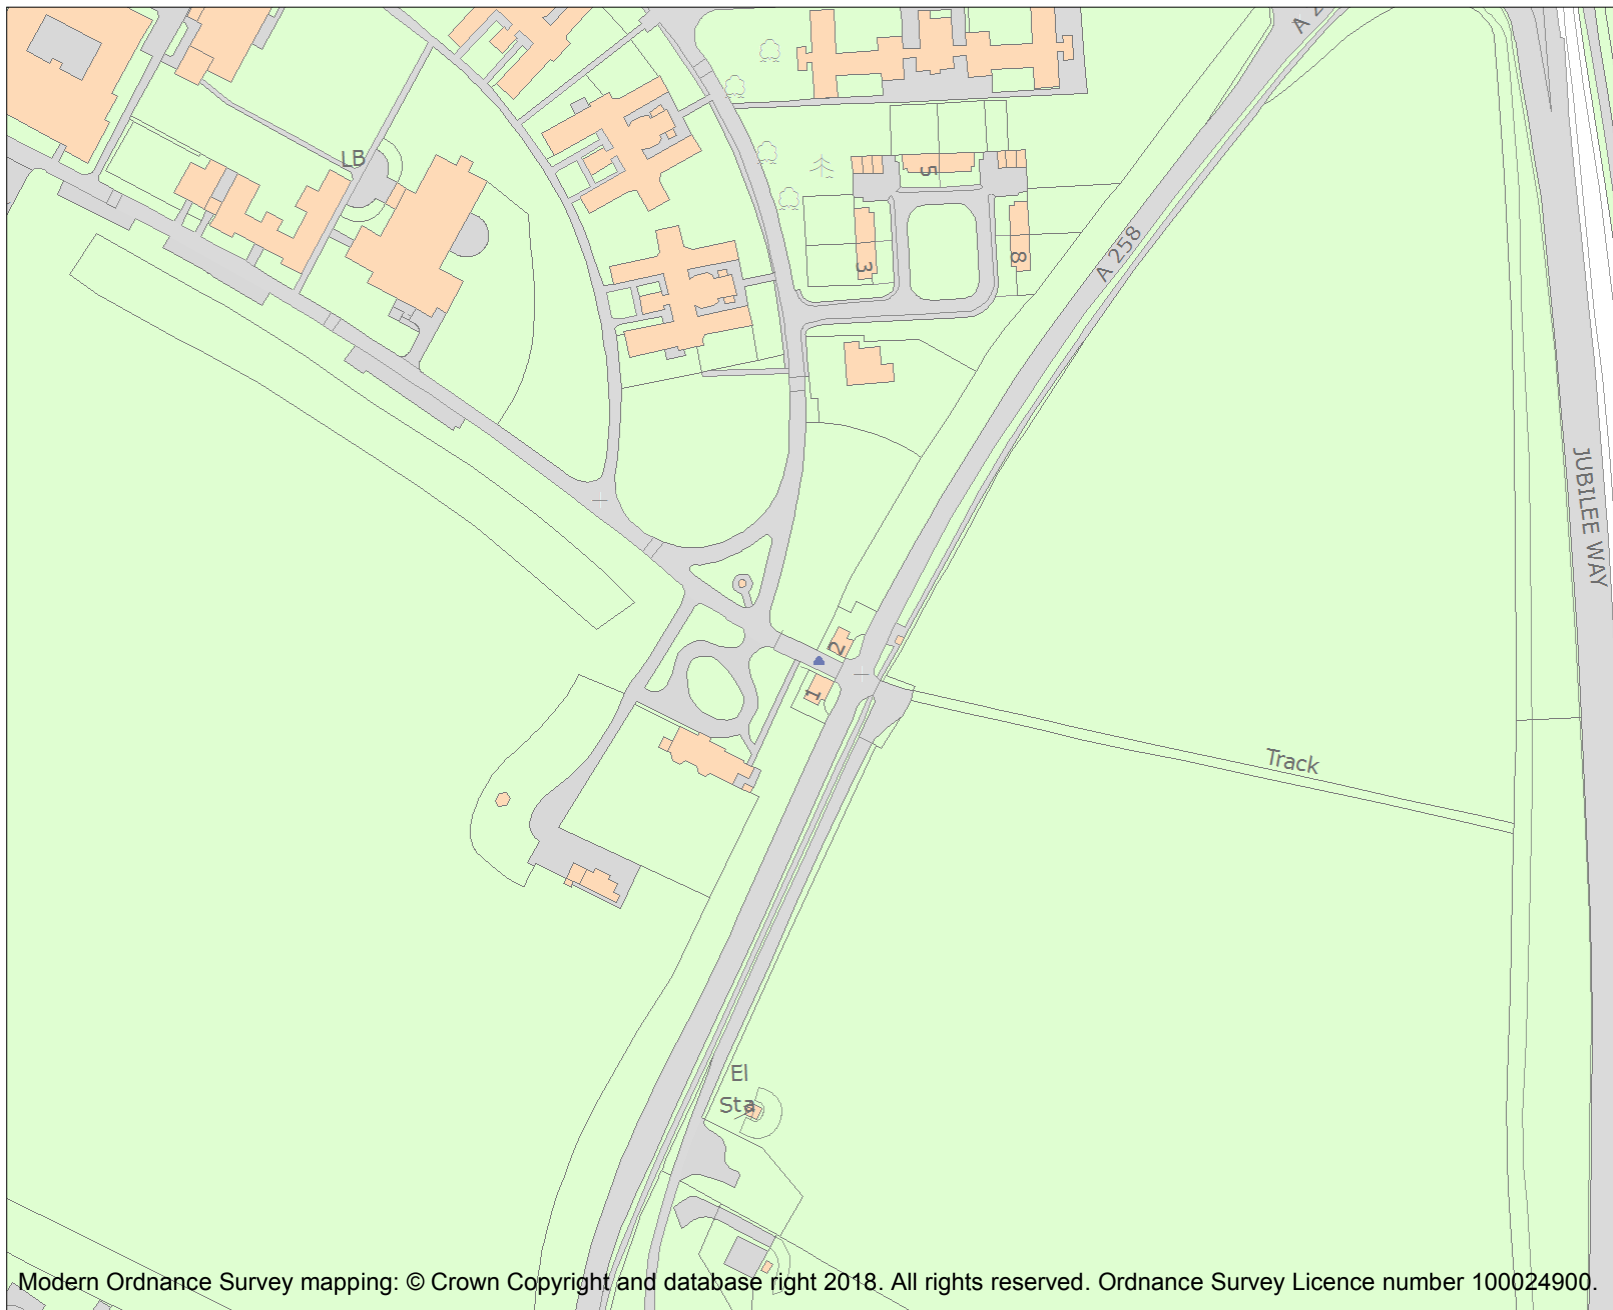 A 2
LB
5
3
8
A 258
JUBILEE WAY
2
1
Track
El
Sta
Modern Ordnance Survey mapping: © Crown Copyright and database right 2018. All rights reserved. Ordnance Survey Licence number 100024900.